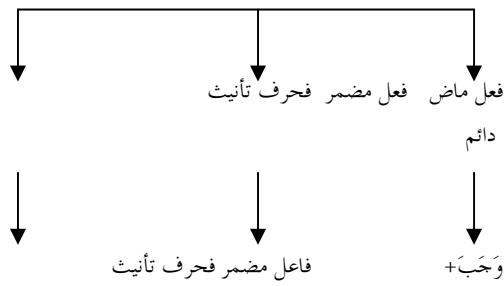 فعل ماض فعل مضمر فحرف تأنيث
دائم
وَجَبَ+ فاعل مضمر فحرف تأنيث